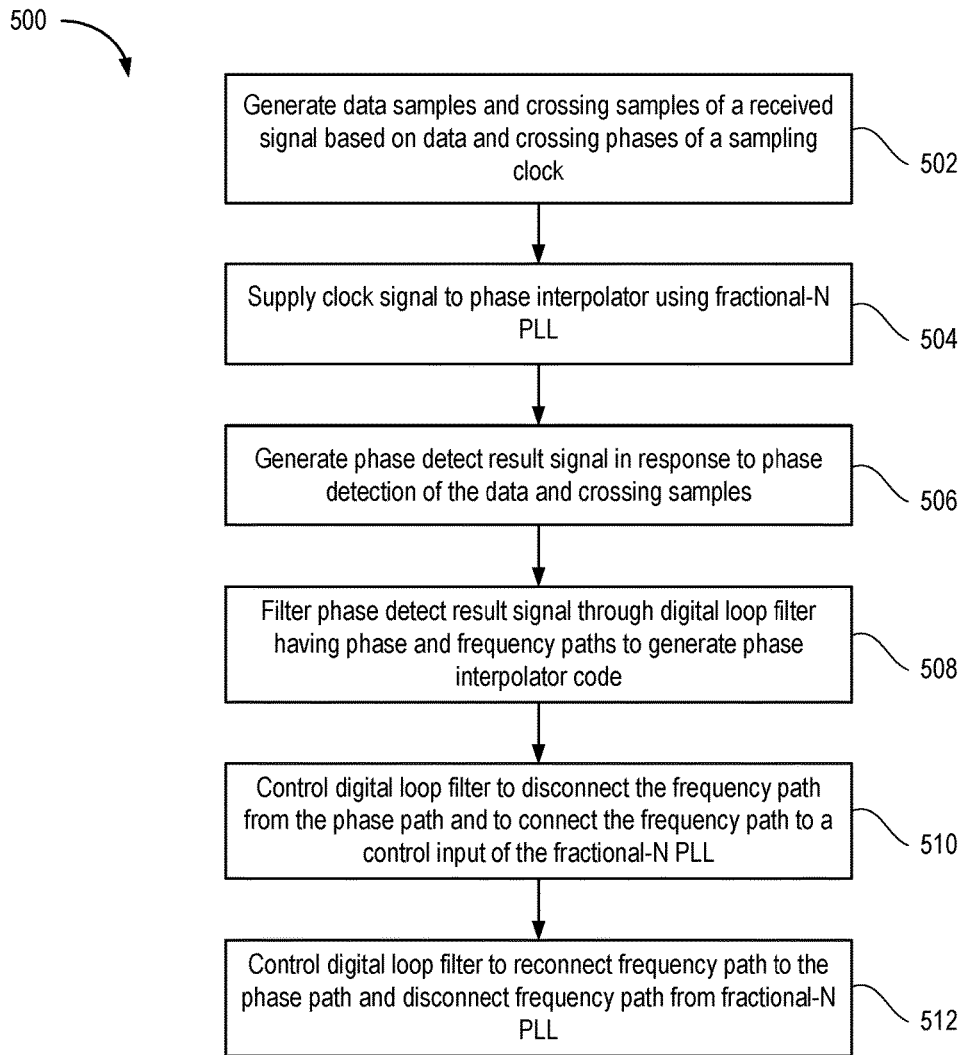 500
Generate data samples and crossing samples of a received
signal based on data and crossing phases of a sampling
clock
502
Supply clock signal to phase interpolator using fractional-N
PLL
504
Generate phase detect result signal in response to phase
detection of the data and crossing samples
506
Filter phase detect result signal through digital loop filter
having phase and frequency paths to generate phase
interpolator code
508
Control digital loop filter to disconnect the frequency path
from the phase path and to connect the frequency path to a
control input of the fractional-N PLL
510
Control digital loop filter to reconnect frequency path to the
phase path and disconnect frequency path from fractional-N
PLL
512